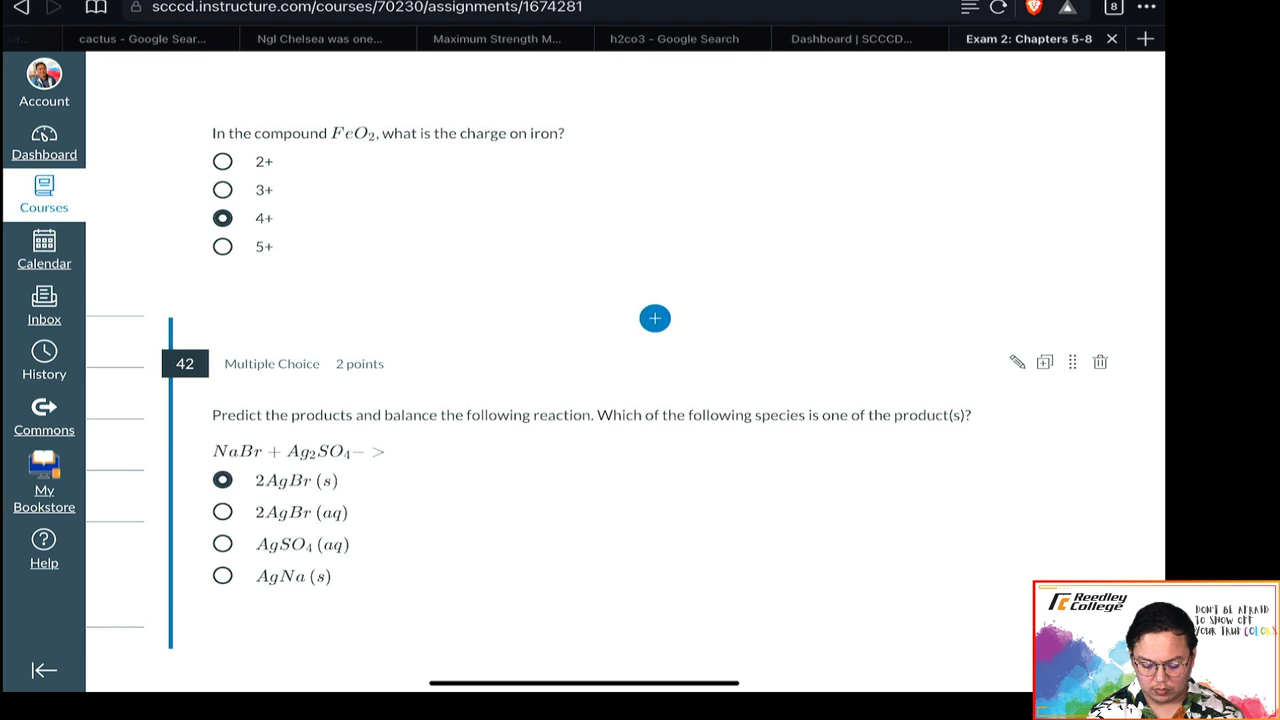 scccd.instructure.com/courses/70230/assignments/1674281
8
se...
cactus - Google Sear...
Ngl Chelsea was one...
Maximum Strength M...
h2co3 - Google Search
Dashboard | SCCCD...
Exam 2: Chapters 5-8
Account
Dashboard
Courses
Calendar
Inbox
History
Commons
My
Bookstore
Help
In the compound FeO₂, what is the charge on iron?
2+
3+
4+
5+
42 Multiple Choice 2 points
Predict the products and balance the following reaction. Which of the following species is one of the product(s)?
NaBr + Ag₂SO₄− >
2AgBr (s)
2AgBr (aq)
AgSO₄ (aq)
AgNa (s)
Reedley
College
DON'T BE AFRAID
TO SHOW OFF
YOUR TRUE COLORS